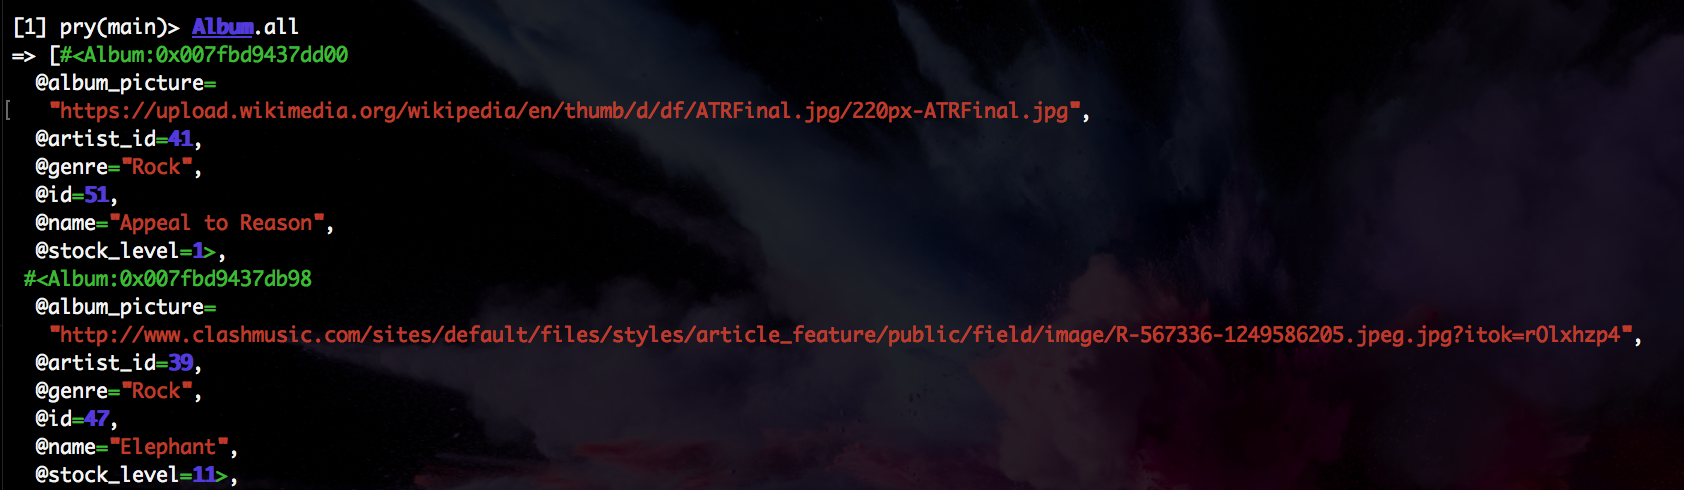 [1] pry(main)> Album.all
=> [#<Album:0x007fbd9437dd00
@album_picture=
"https://upload.wikimedia.org/wikipedia/en/thumb/d/df/ATRFinal.jpg/220px-ATRFinal.jpg",
@artist_id=41,
@genre="Rock",
@id=51,
@name="Appeal to Reason",
@stock_level=1>,
#<Album:0x007fbd9437db98
@album_picture=
"http://www.clashmusic.com/sites/default/files/styles/article_feature/public/field/image/R-567336-1249586205.jpeg.jpg?itok=rOlxhzp4",
@artist_id=39,
@genre="Rock",
@id=47,
@name="Elephant",
@stock_level=11>,